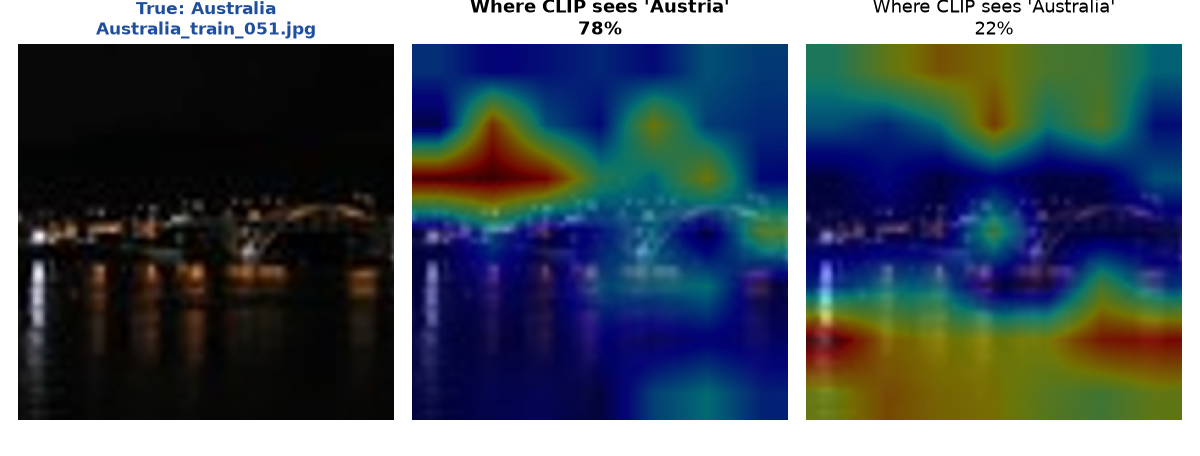 True: Australia
Australia_train_051.jpg
Where CLIP sees 'Austria'
78%
Where CLIP sees 'Australia'
22%